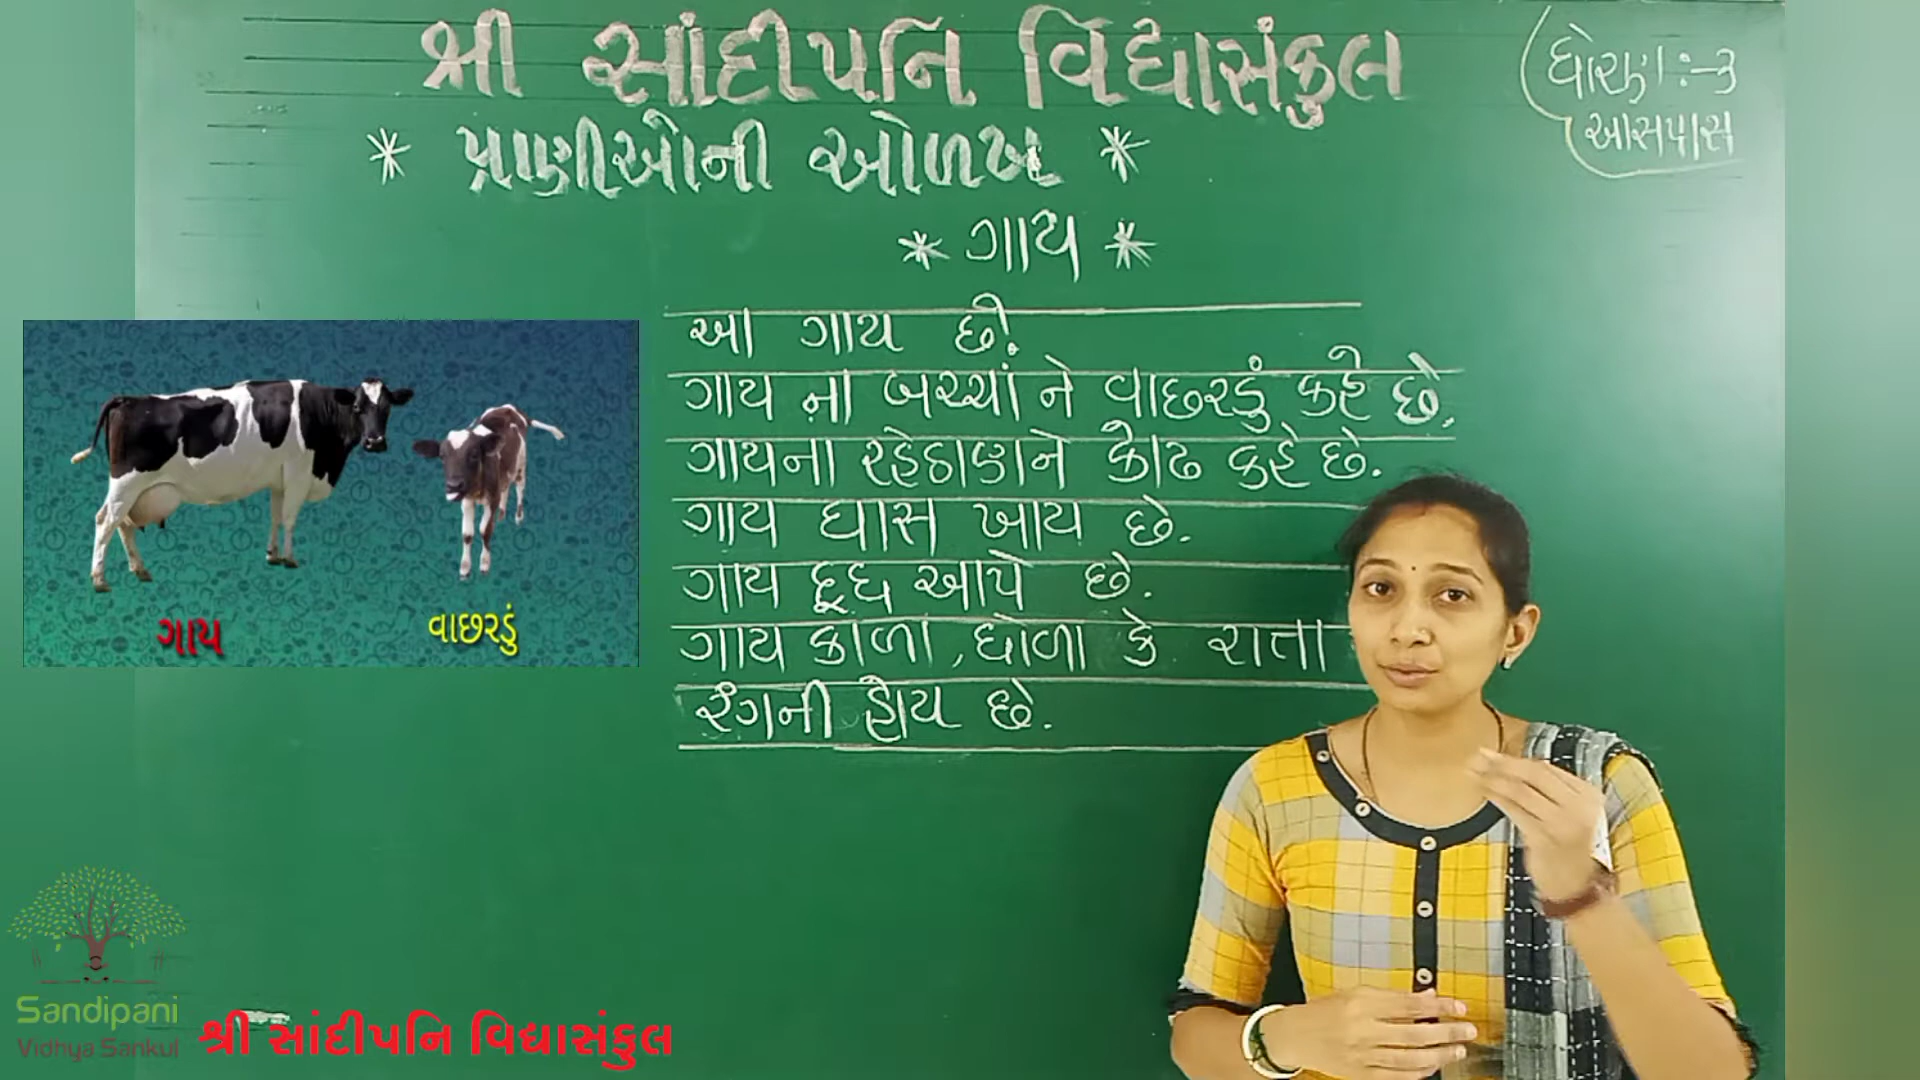 શ્રી સાંદીપનિ વિદ્યાસંકુલ
ધોરણ :- ૩
આસપાસ
* પ્રાણીઓની ઓળખ *
* ગાય *
આ ગાય છે.
ગાય ના બચ્ચાં ને વાછરડું કહે છે.
ગાયના રહેઠાણને કોઢ કહે છે.
ગાય ઘાસ ખાય છે.
ગાય દૂધ આપે છે.
ગાય કાળા, ધોળા કે રાતા
રંગની હોય છે.
ગાય
વાછરડું
Sandipani
Vidhya Sankul
શ્રી સાંદીપનિ વિદ્યાસંકુલ